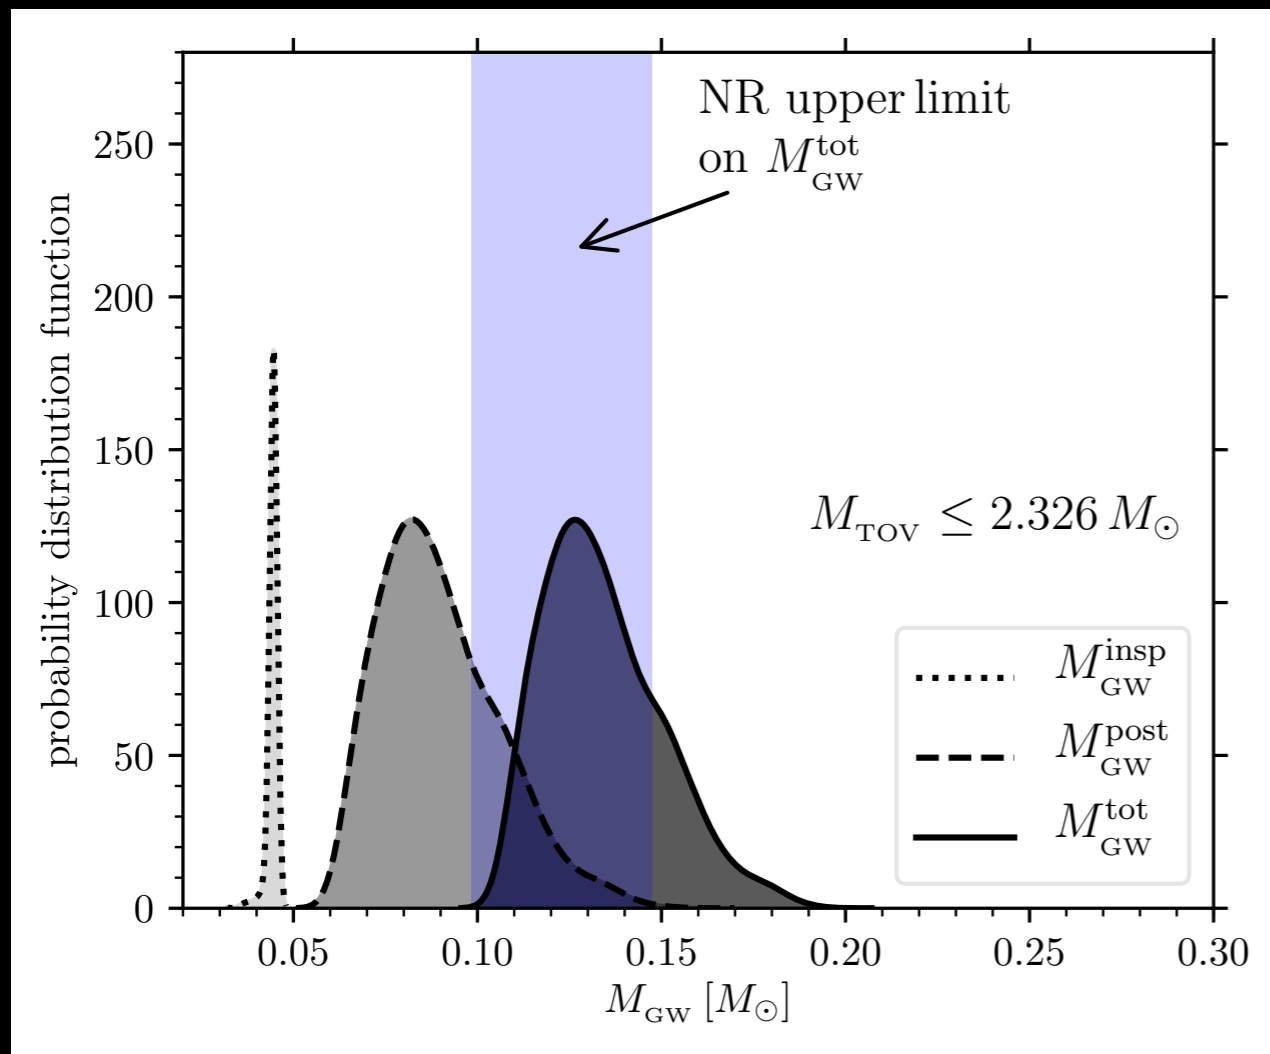 NR upper limit
on M_GW^tot
250
200
150
100
50
0
probability distribution function
M_TOV ≤ 2.326 M_⊙
M_GW^insp
M_GW^post
M_GW^tot
0.05 0.10 0.15 0.20 0.25 0.30
M_GW [M_⊙]